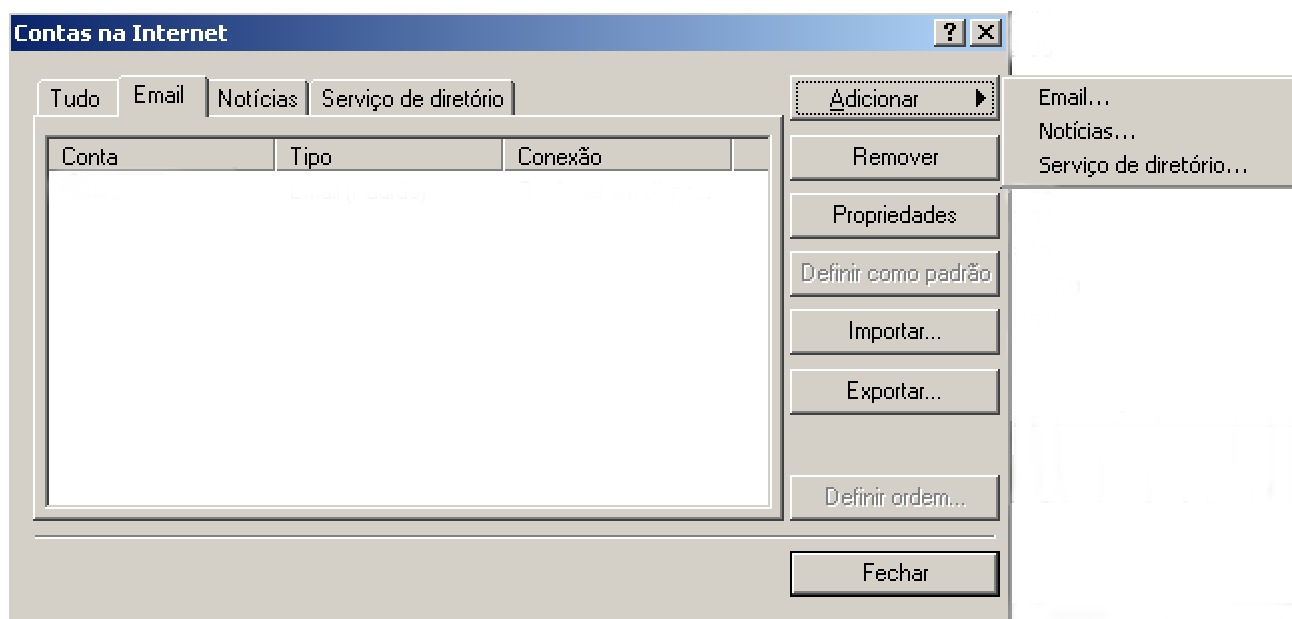 Contas na Internet
Tudo Email Notícias Serviço de diretório
Conta Tipo Conexão
Adicionar
Remover
Propriedades
Definir como padrão
Importar...
Exportar...
Definir ordem...
Fechar
Email...
Notícias...
Serviço de diretório...